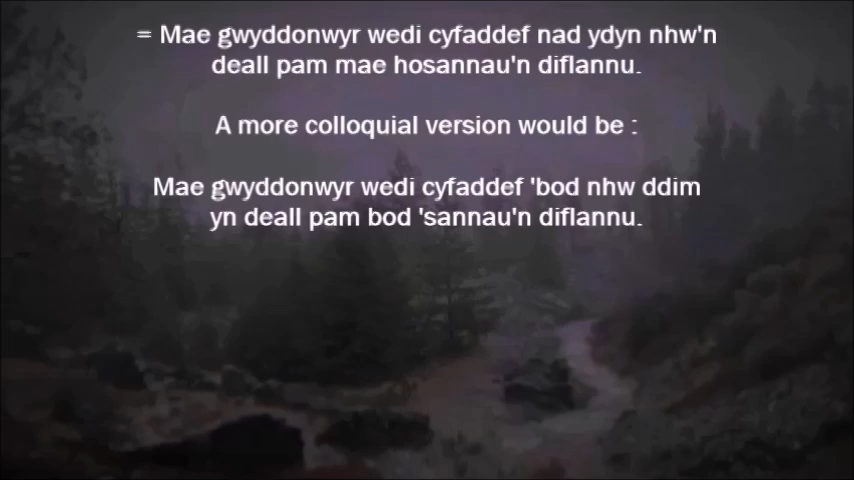 = Mae gwyddonwyr wedi cyfaddef nad ydyn nhw'n
deall pam mae hosannau'n diflannu.
A more colloquial version would be :
Mae gwyddonwyr wedi cyfaddef 'bod nhw ddim
yn deall pam bod 'sannau'n diflannu.